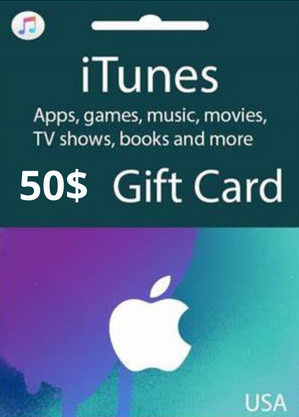 iTunes
Apps, games, music, movies,
TV shows, books and more
50$ Gift Card
USA